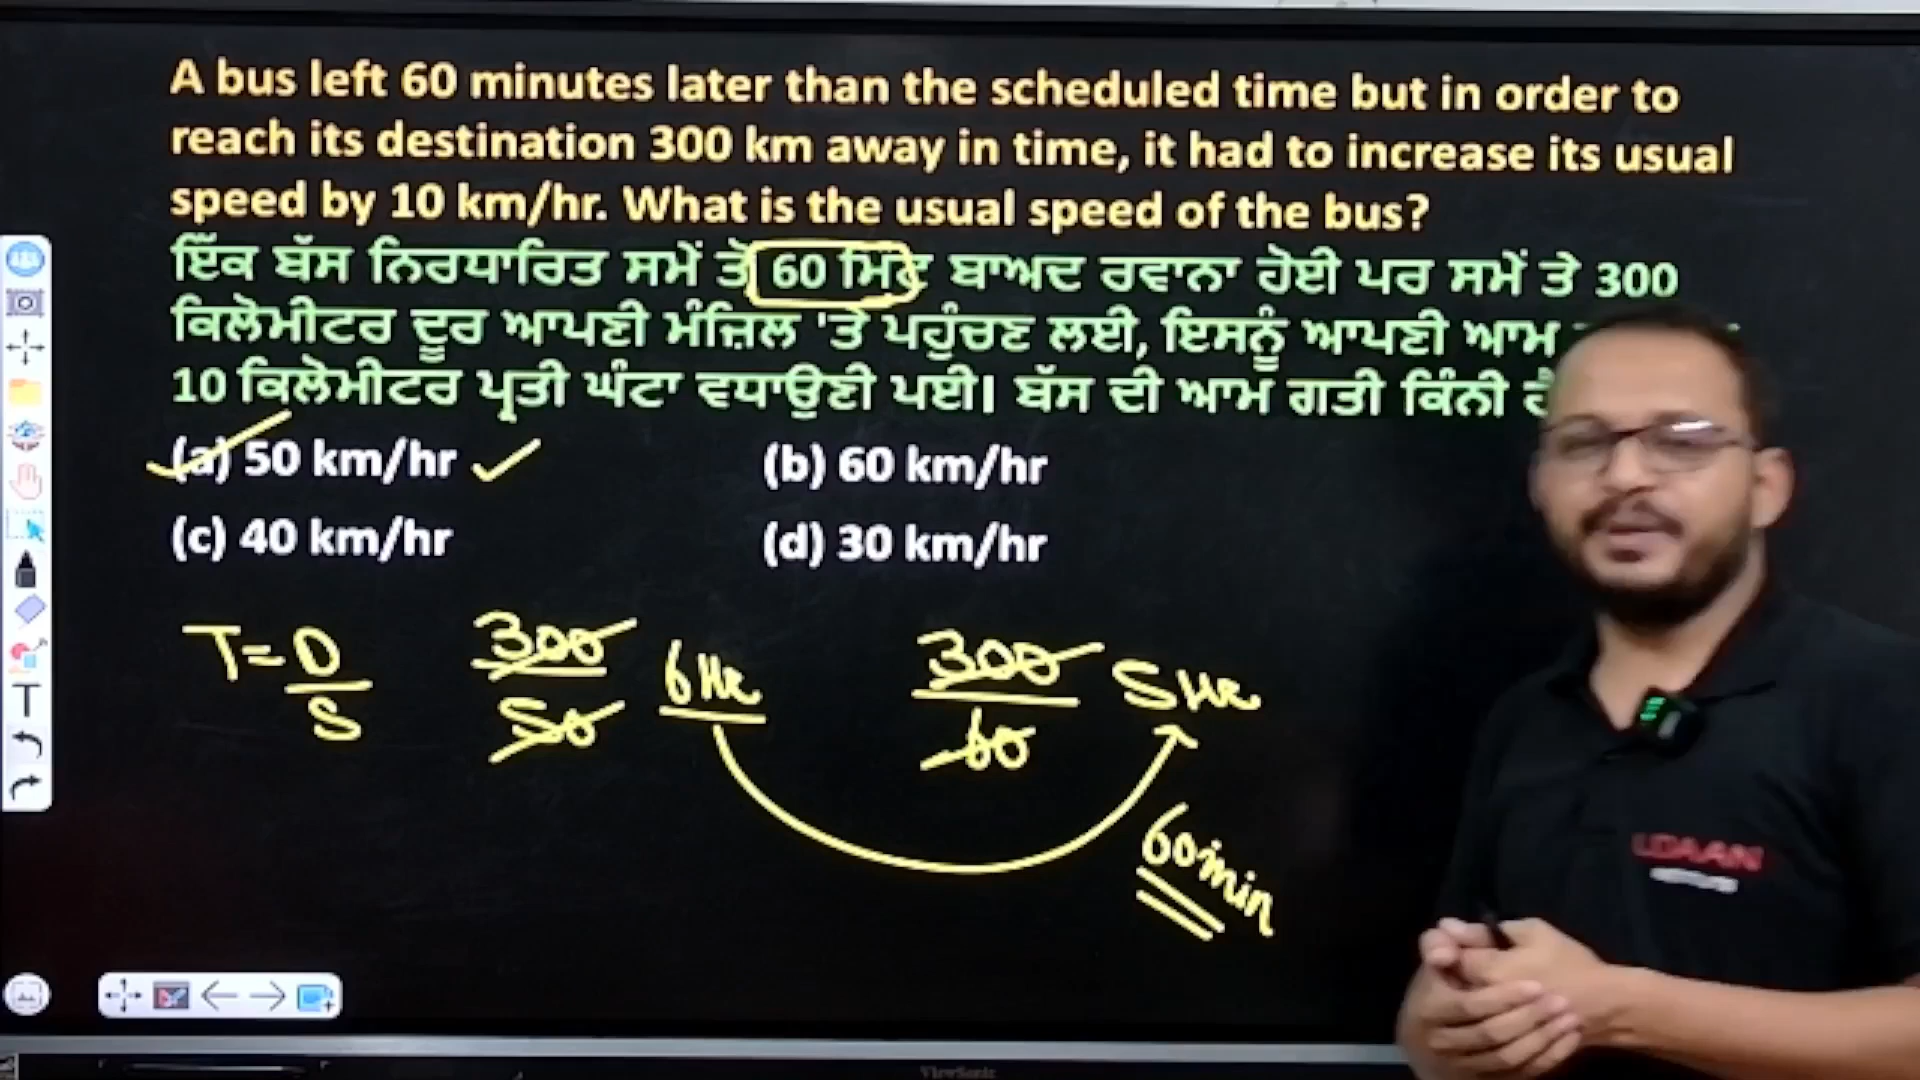 A bus left 60 minutes later than the scheduled time but in order to
reach its destination 300 km away in time, it had to increase its usual
speed by 10 km/hr. What is the usual speed of the bus?
ਇੱਕ ਬੱਸ ਨਿਰਧਾਰਿਤ ਸਮੇਂ ਤੋਂ 60 ਮਿੰਟ ਬਾਅਦ ਰਵਾਨਾ ਹੋਈ ਪਰ ਸਮੇਂ ਤੇ 300
ਕਿਲੋਮੀਟਰ ਦੂਰ ਆਪਣੀ ਮੰਜ਼ਿਲ 'ਤੇ ਪਹੁੰਚਣ ਲਈ, ਇਸਨੂੰ ਆਪਣੀ ਆਮ
10 ਕਿਲੋਮੀਟਰ ਪ੍ਰਤੀ ਘੰਟਾ ਵਧਾਉਣੀ ਪਈ। ਬੱਸ ਦੀ ਆਮ ਗਤੀ ਕਿੰਨੀ
(a) 50 km/hr (b) 60 km/hr
(c) 40 km/hr (d) 30 km/hr
T=D/S 300/50 6Hr 300/60 5Hr
60min
UDAAN
ViewSonic